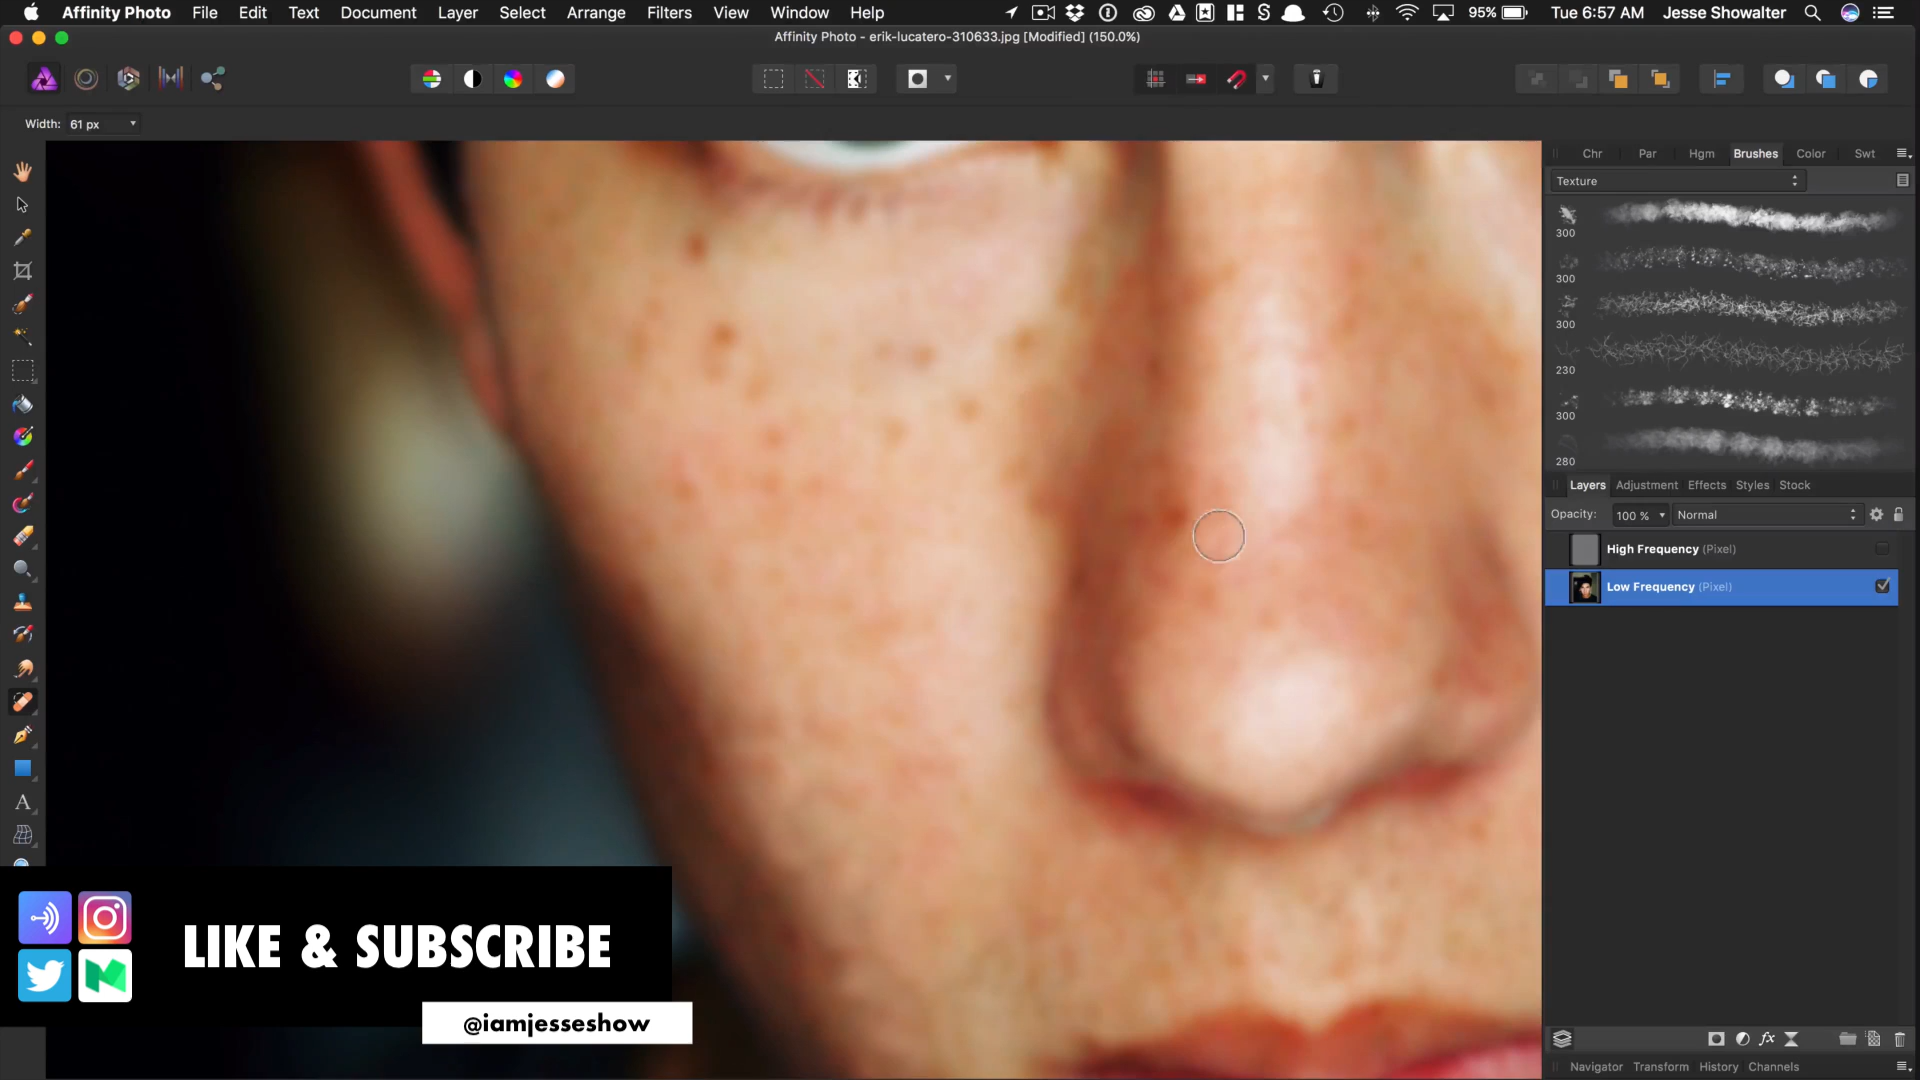 Affinity Photo File Edit Text Document Layer Select Arrange Filters View Window Help 95% Tue 6:57 AM Jesse Showalter
Affinity Photo - erik-lucatero-310633.jpg [Modified] (150.0%)
Width: 61 px
Chr Par Hgm Brushes Color Swt
Texture
300
300
300
230
300
280
Layers Adjustment Effects Styles Stock
Opacity: 100 % Normal
High Frequency (Pixel)
Low Frequency (Pixel)
LIKE & SUBSCRIBE
@iamjesseshow
fx
Navigator Transform History Channels